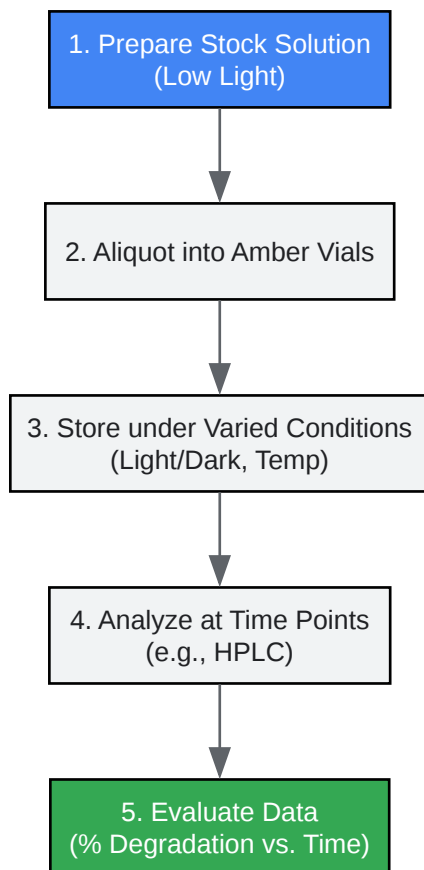 1. Prepare Stock Solution
(Low Light)
2. Aliquot into Amber Vials
3. Store under Varied Conditions
(Light/Dark, Temp)
4. Analyze at Time Points
(e.g., HPLC)
5. Evaluate Data
(% Degradation vs. Time)